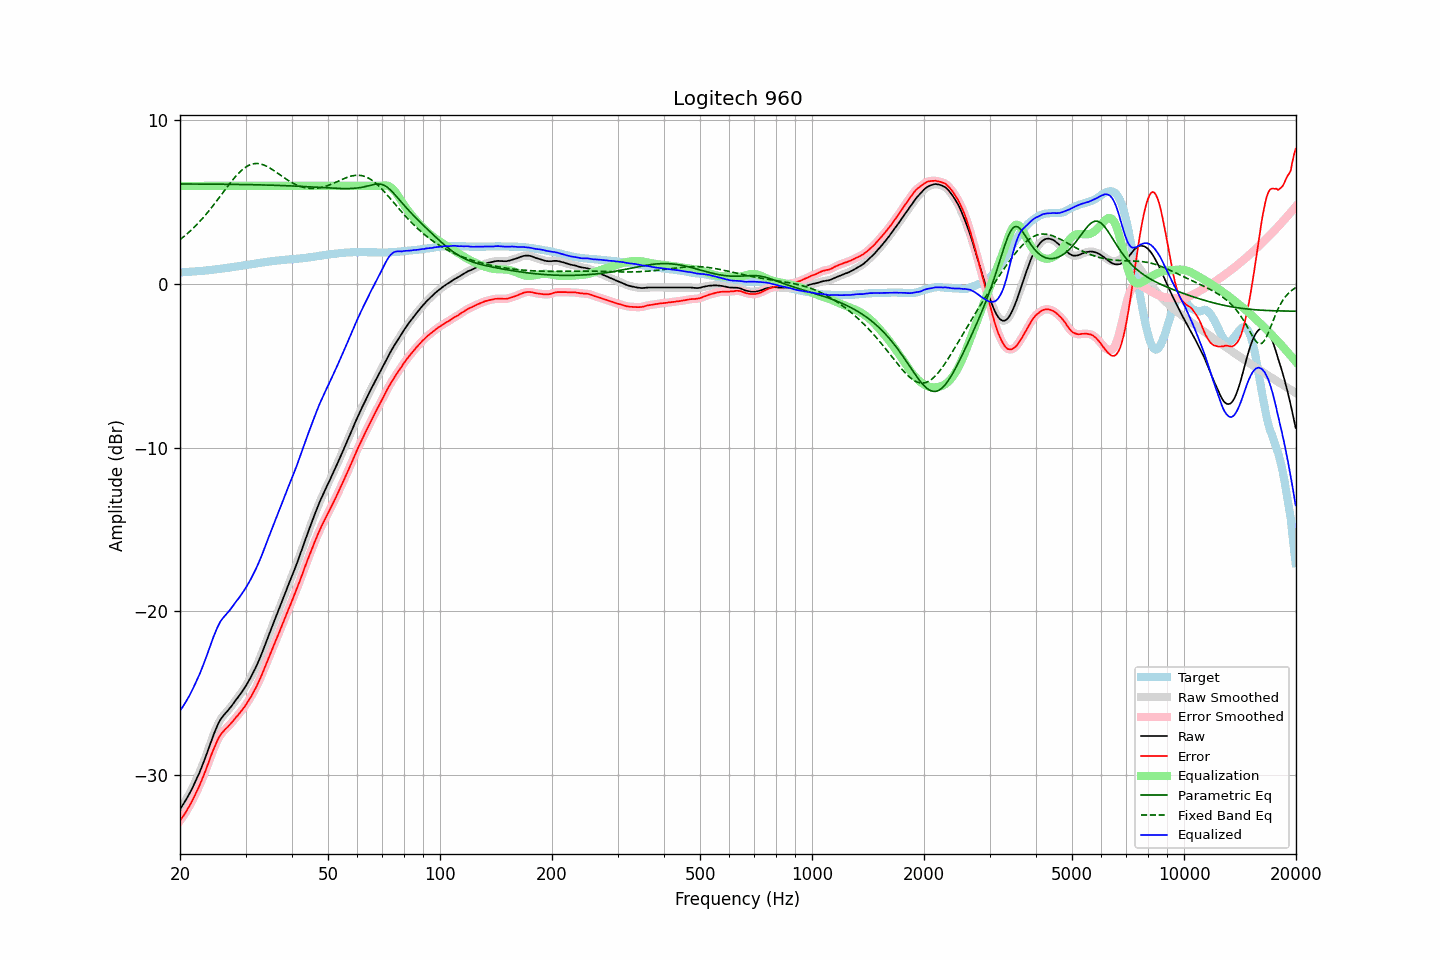 Logitech 960
Amplitude (dBr)
10
0
−10
−20
−30
20
50
100
200
500
1000
2000
5000
10000
20000
Frequency (Hz)
Target
Raw Smoothed
Error Smoothed
Raw
Error
Equalization
Parametric Eq
Fixed Band Eq
Equalized